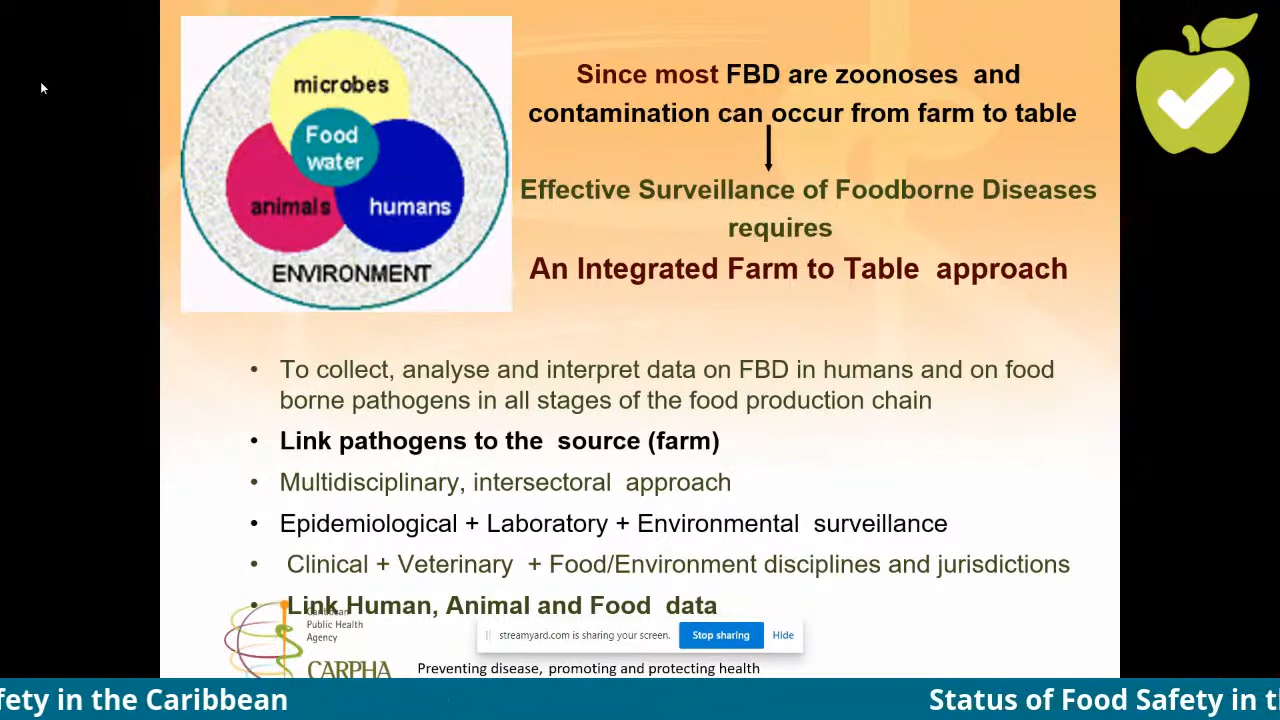 microbes
Food
water
animals
humans
ENVIRONMENT
Since most FBD are zoonoses and
contamination can occur from farm to table
Effective Surveillance of Foodborne Diseases
requires
An Integrated Farm to Table approach
• To collect, analyse and interpret data on FBD in humans and on food
borne pathogens in all stages of the food production chain
• Link pathogens to the source (farm)
• Multidisciplinary, intersectoral approach
• Epidemiological + Laboratory + Environmental surveillance
• Clinical + Veterinary + Food/Environment disciplines and jurisdictions
• Link Human, Animal and Food data
Caribbean
Public Health
Agency
CARPHA
streamyard.com is sharing your screen.
Stop sharing
Hide
Preventing disease, promoting and protecting health
fety in the Caribbean
Status of Food Safety in t